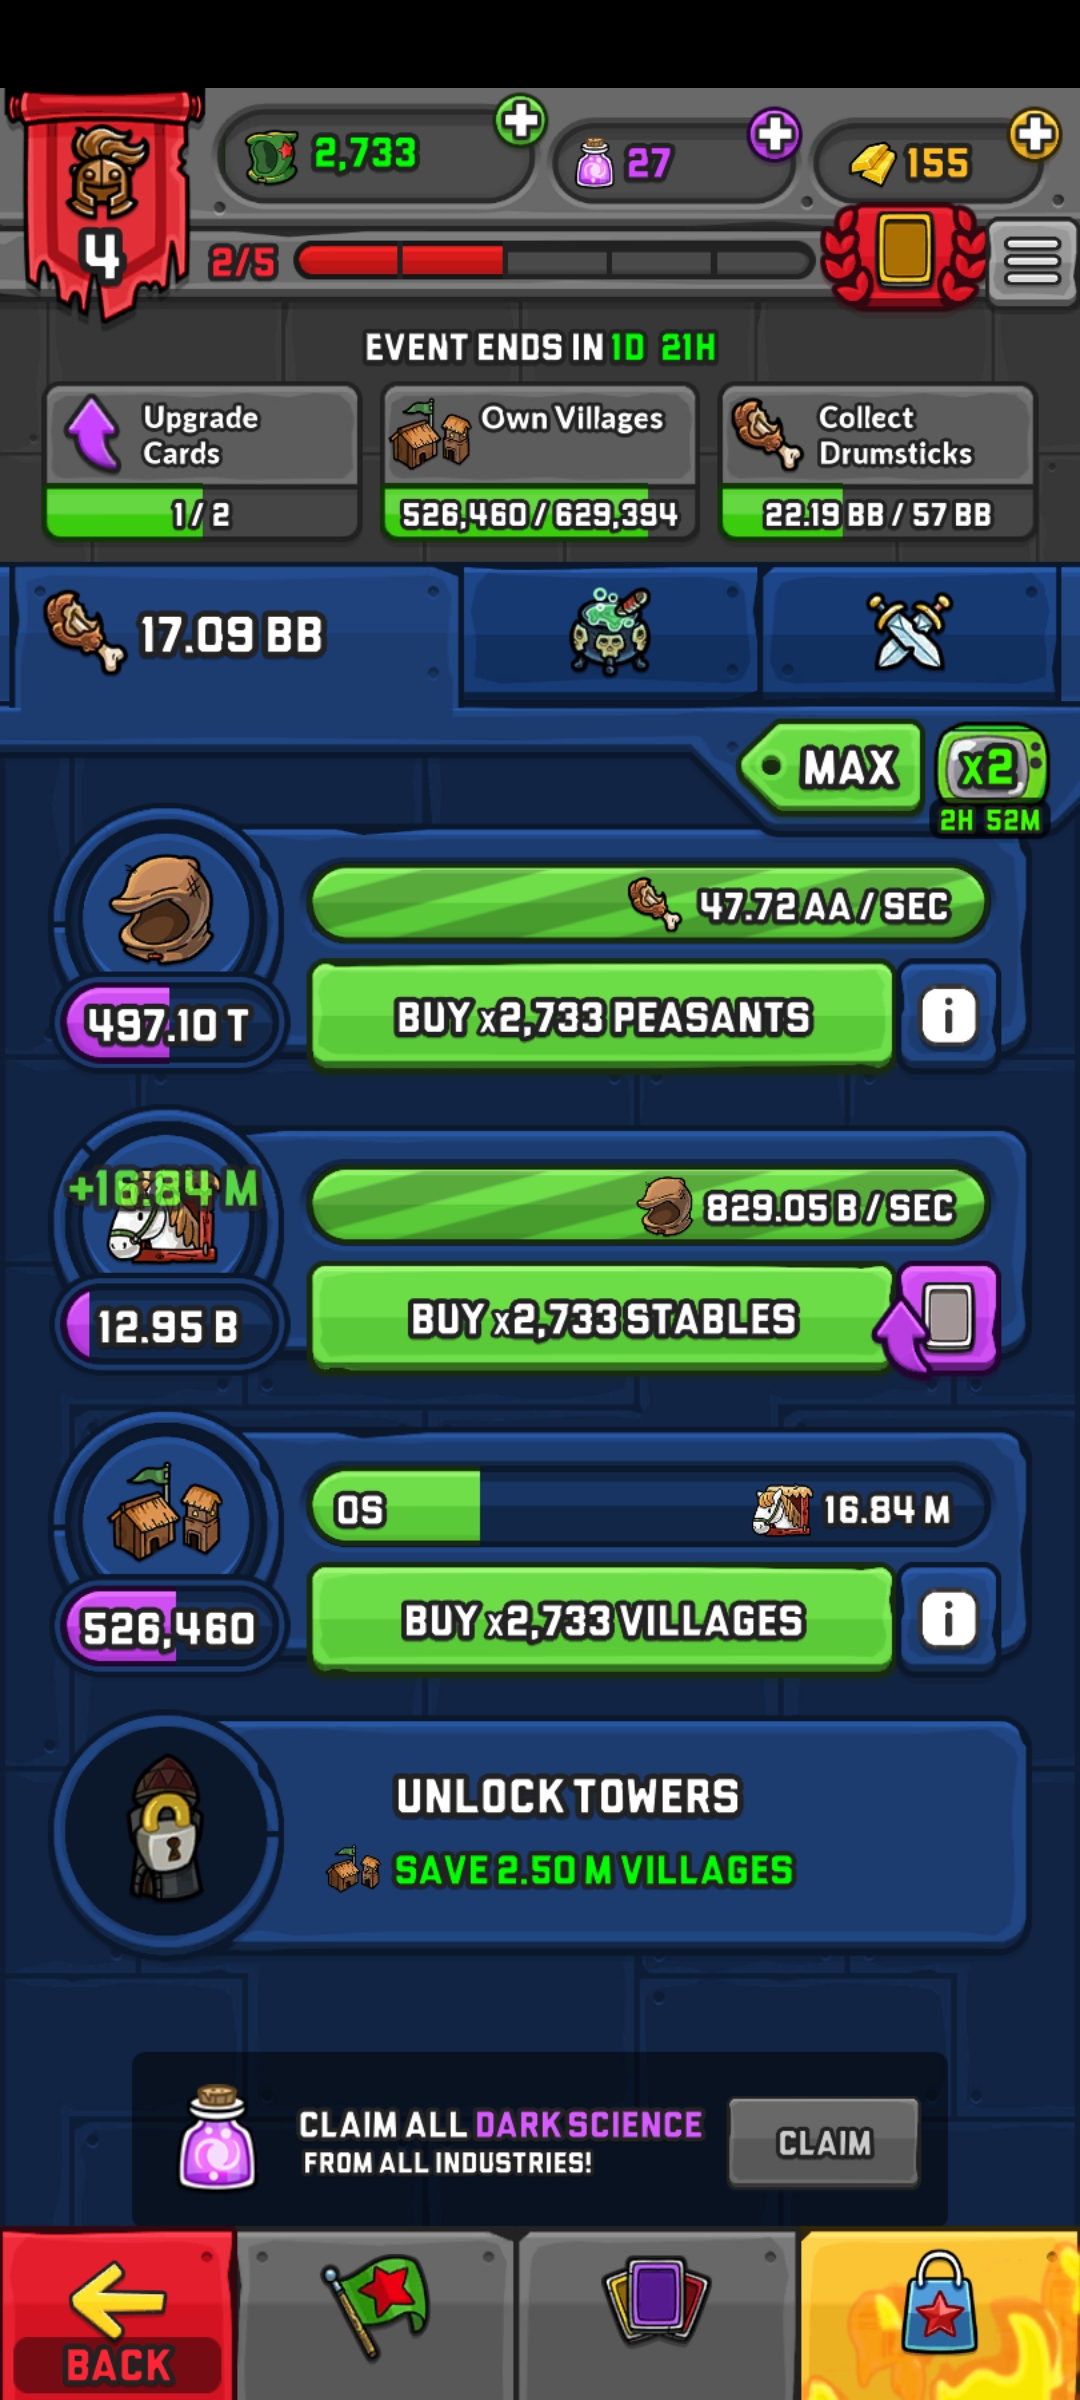 4
2,733
27
155
2/5
EVENT ENDS IN 1D 21H
Upgrade
Cards
1/2
Own Villages
526,460/629,394
Collect
Drumsticks
22.19 BB / 57 BB
17.09 BB
MAX
x2
2H 52M
47.72 AA/SEC
497.10 T
BUY x2,733 PEASANTS
i
+16.84 M
829.05 B/SEC
12.95 B
BUY x2,733 STABLES
0S
16.84 M
526,460
BUY x2,733 VILLAGES
i
UNLOCK TOWERS
SAVE 2.50 M VILLAGES
CLAIM ALL DARK SCIENCE
FROM ALL INDUSTRIES!
CLAIM
BACK